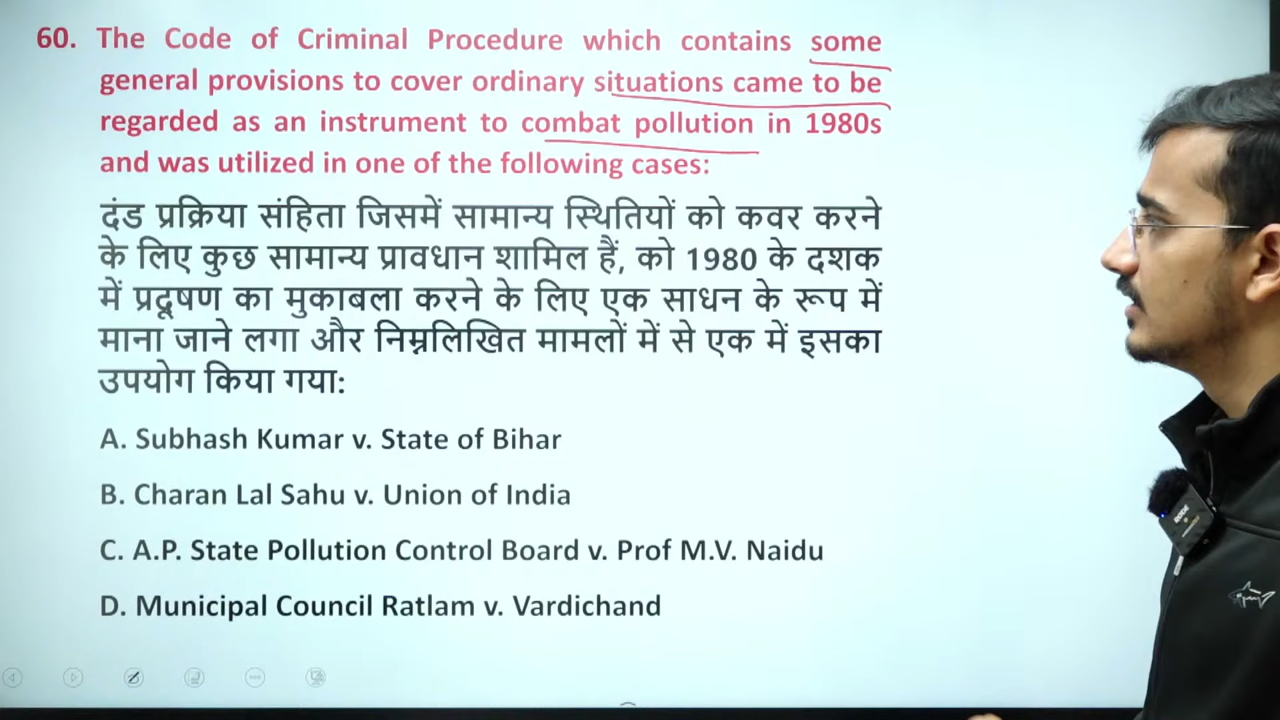 60. The Code of Criminal Procedure which contains some
general provisions to cover ordinary situations came to be
regarded as an instrument to combat pollution in 1980s
and was utilized in one of the following cases:
दंड प्रक्रिया संहिता जिसमें सामान्य स्थितियों को कवर करने
के लिए कुछ सामान्य प्रावधान शामिल हैं, को 1980 के दशक
में प्रदूषण का मुकाबला करने के लिए एक साधन के रूप में
माना जाने लगा और निम्नलिखित मामलों में से एक में इसका
उपयोग किया गया:
A. Subhash Kumar v. State of Bihar
B. Charan Lal Sahu v. Union of India
C. A.P. State Pollution Control Board v. Prof M.V. Naidu
D. Municipal Council Ratlam v. Vardichand